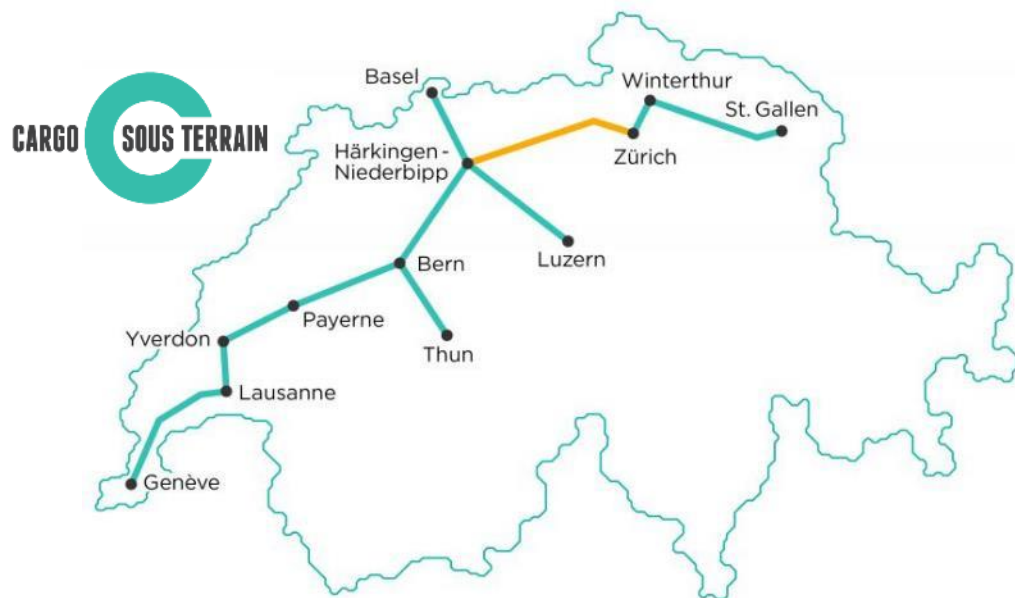 CARGO SOUS TERRAIN
Basel
Winterthur
St. Gallen
Härkingen-
Niederbipp
Zürich
Luzern
Bern
Payerne
Yverdon
Thun
Lausanne
Genève